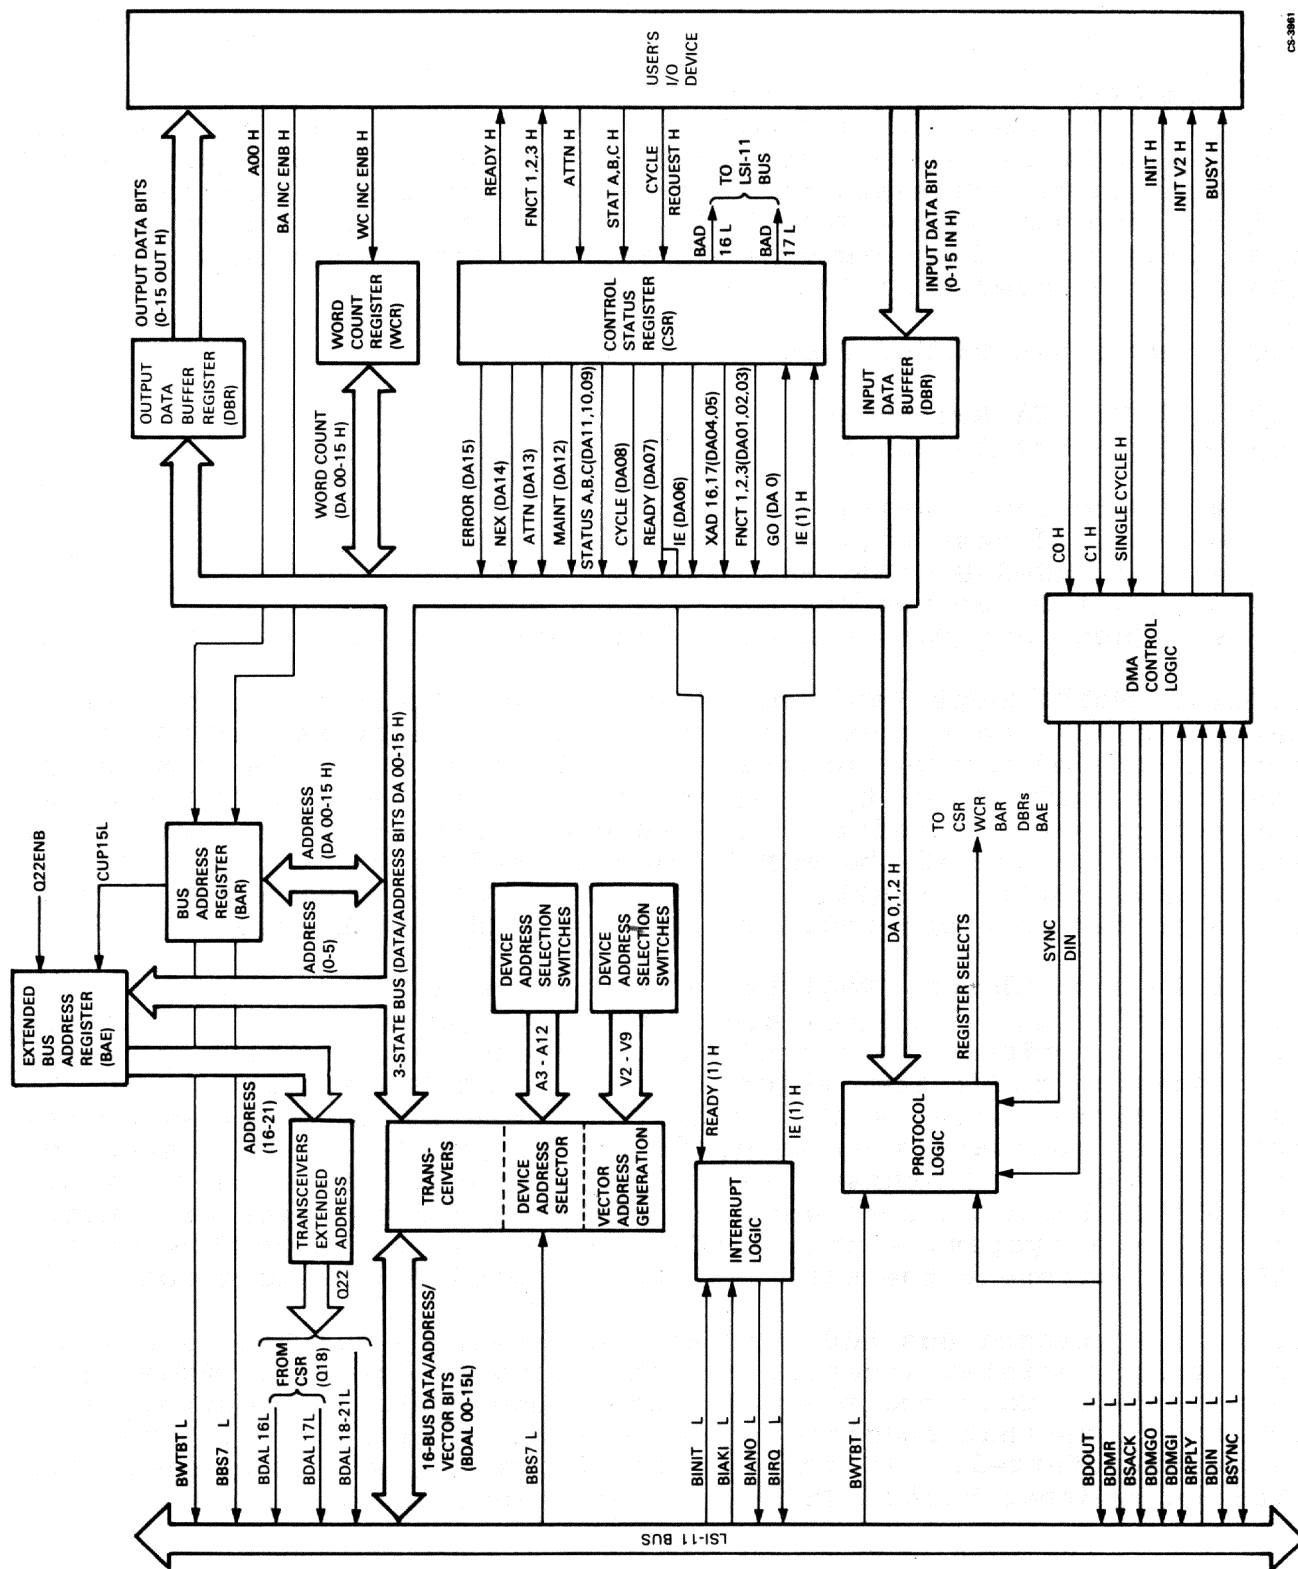 CS-3961
USER'S
I/O
DEVICE
OUTPUT DATA BITS
(0-15 OUT H)
A00 H
BA INC ENB H
WC INC ENB H
READY H
FNCT 1,2,3 H
ATTN H
STAT A,B,C H
CYCLE
REQUEST H
BAD
16 L
BAD
17 L
TO
LSI-11
BUS
INPUT DATA BITS
(0-15 IN H)
C0 H
C1 H
SINGLE CYCLE H
INIT H
INIT V2 H
BUSY H
OUTPUT
DATA
BUFFER
REGISTER
(DBR)
WORD
COUNT
REGISTER
(WCR)
CONTROL
STATUS
REGISTER
(CSR)
INPUT
DATA
BUFFER
(DBR)
WORD COUNT
(DA 00-15 H)
ERROR (DA15)
NEX (DA14)
ATTN (DA13)
MAINT (DA12)
STATUS A,B,C(DA11,10,09)
CYCLE (DA08)
READY (DA07)
IE (DA06)
XAD 16,17(DA04,05)
FNCT 1,2,3(DA01,02,03)
GO (DA 0)
IE (1) H
DMA
CONTROL
LOGIC
Q22ENB
CUP15L
BUS
ADDRESS
REGISTER
(BAR)
ADDRESS
(DA 00-15 H)
ADDRESS
(0-5)
3-STATE BUS (DATA/ADDRESS BITS DA 00-15 H)
EXTENDED
BUS
ADDRESS
REGISTER
(BAE)
DEVICE
ADDRESS
SELECTION
SWITCHES
DEVICE
ADDRESS
SELECTION
SWITCHES
A3 - A12
V2 - V9
DA 0,1,2 H
TO
CSR
WCR
BAR
DBRs
BAE
REGISTER SELECTS
SYNC
DIN
ADDRESS
(16-21)
TRANSCEIVERS
EXTENDED
ADDRESS
TRANS-
CEIVERS
DEVICE
ADDRESS
SELECTOR
VECTOR
ADDRESS
GENERATION
READY (1) H
IE (1) H
INTERRUPT
LOGIC
PROTOCOL
LOGIC
Q22
FROM
CSR
(Q18)
BWTBT L
BBS7 L
BDAL 16L
BDAL 17L
BDAL 18-21L
16-BUS DATA/ADDRESS/
VECTOR BITS
(BDAL 00-15L)
BBS7 L
BINIT L
BIAKI L
BIANO L
BIRQ L
BWTBT L
BDOUT L
BDMR L
BSACK L
BDMGO L
BDMGI L
BRPLY L
BDIN L
BSYNC L
LSI-11 BUS